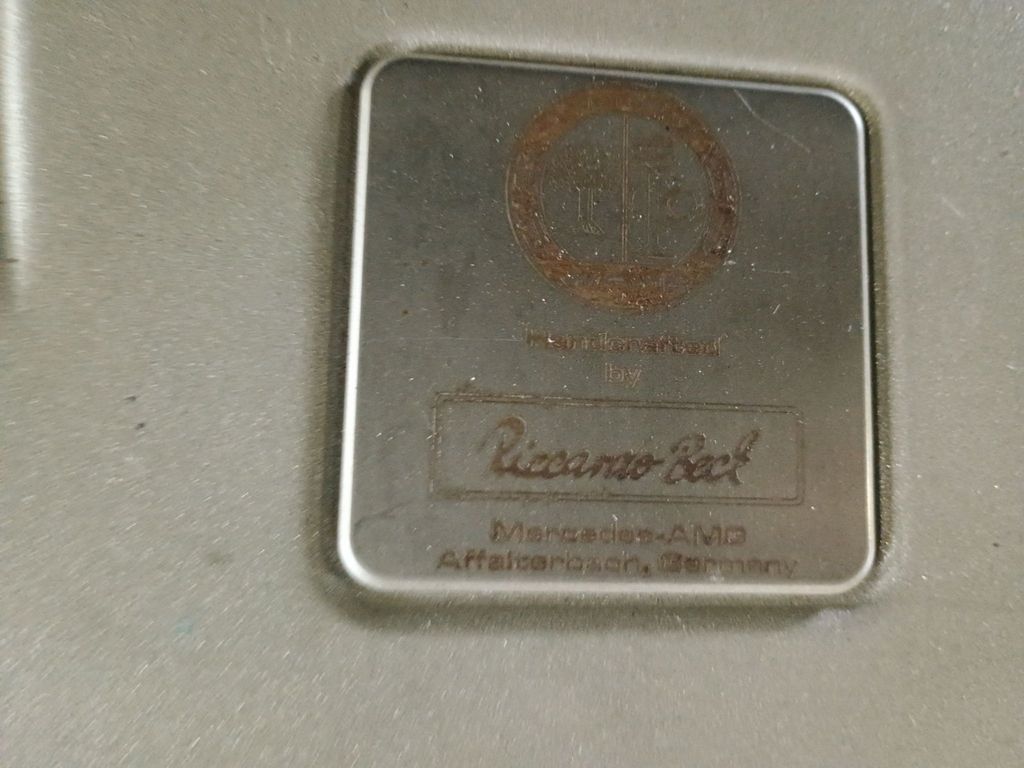 Handcrafted
by
Riccardo Beck
Mercedes-AMG
Affalterbach, Germany